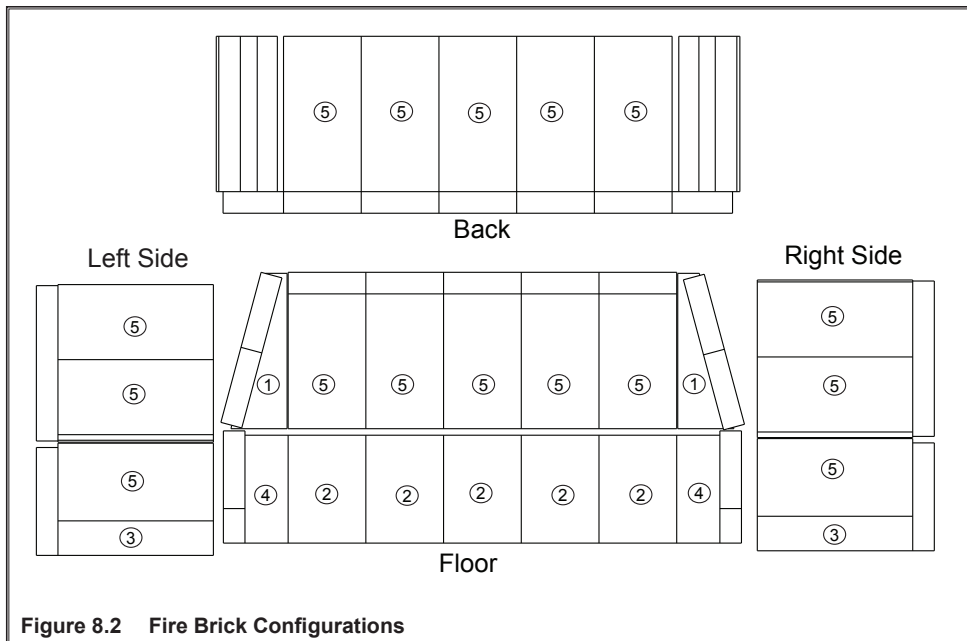 5 5 5 5 5
Back
Left Side
Right Side
5
5
5
3
1 5 5 5 5 5 1
4 2 2 2 2 2 4
Floor
5
5
5
3
Figure 8.2 Fire Brick Configurations